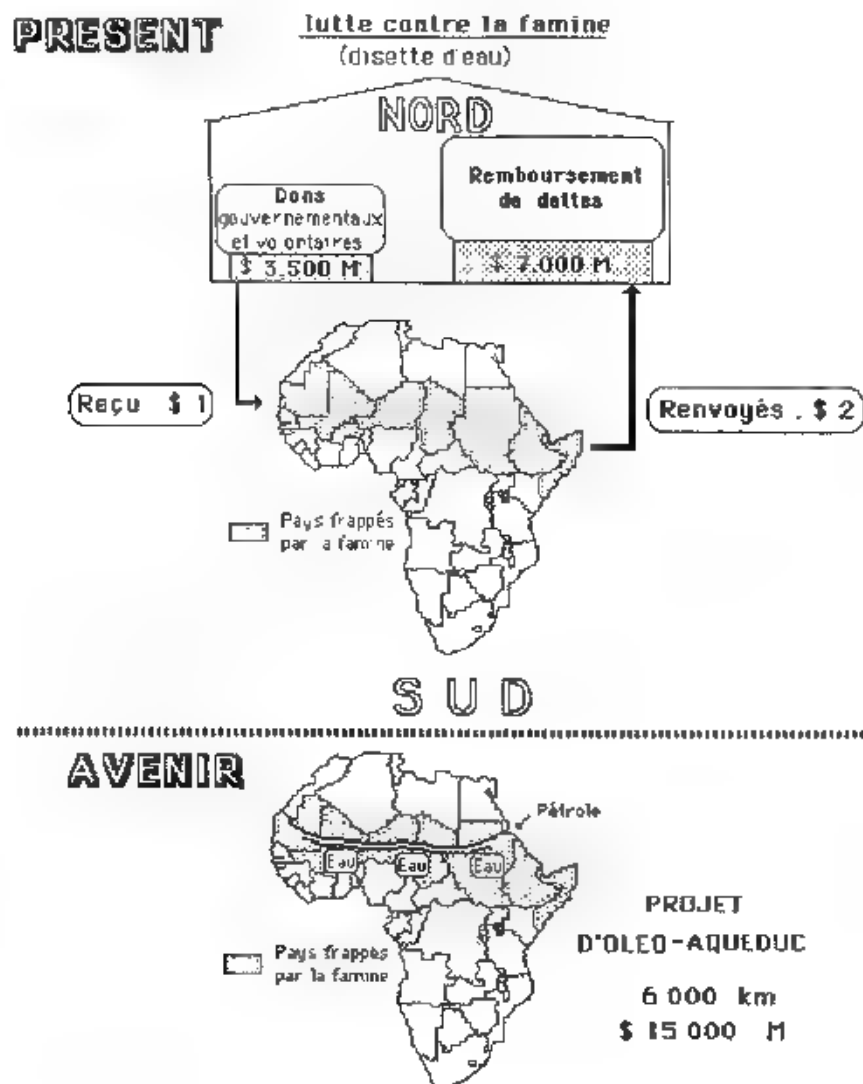 PRESENT
lutte contre la famine
(disette d'eau)
NORD
Dons
gouvernementaux
et vo ontaires
$ 3.500 M
Remboursement
de dettes
$ 7.000 M
Reçu $ 1
Renvoyés . $ 2
Pays frappés
par la famine
SUD
AVENIR
Pétrole
Eau
Eau
Eau
Pays frappés
par la famine
PROJET
D'OLEO-AQUEDUC
6 000 km
$ 15 000 M